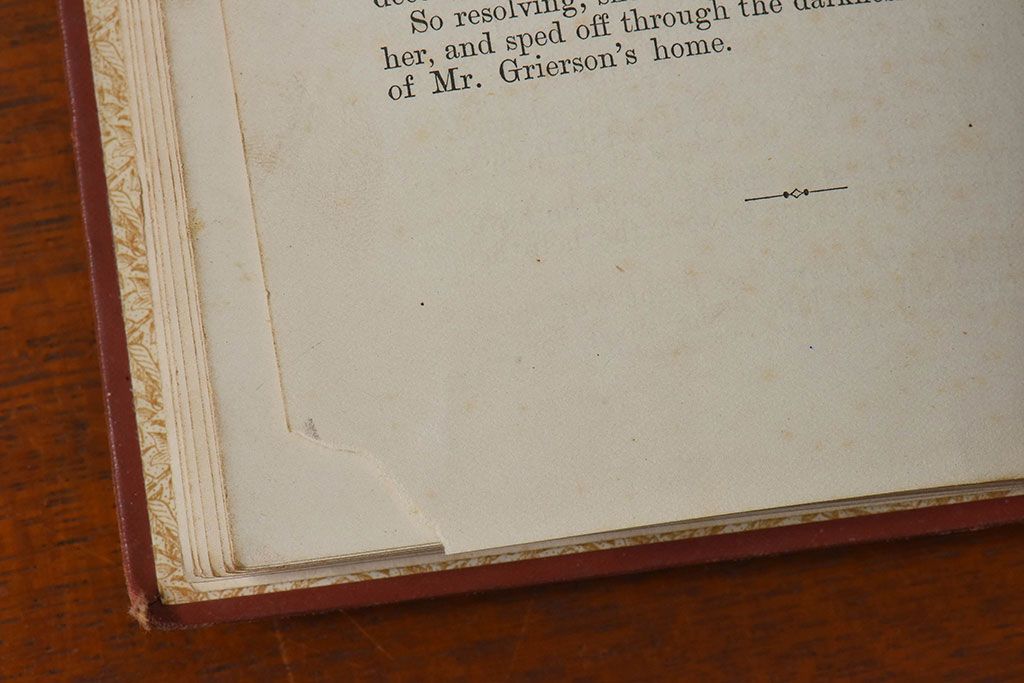 So resolving,
her, and sped off through the
of Mr. Grierson's home.